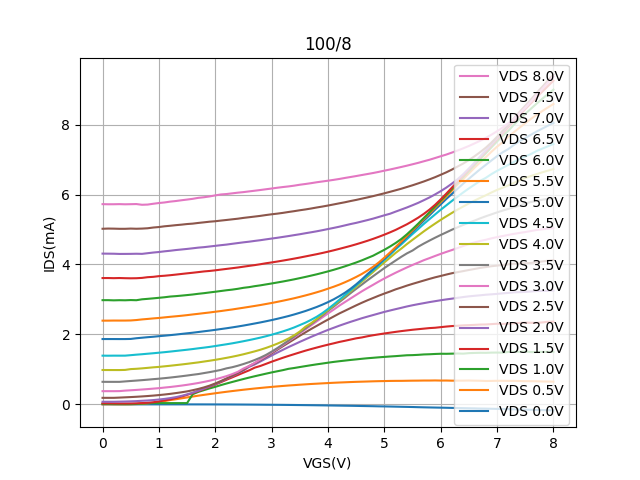 100/8
IDS(mA)
8
6
4
2
0
VDS 8.0V
VDS 7.5V
VDS 7.0V
VDS 6.5V
VDS 6.0V
VDS 5.5V
VDS 5.0V
VDS 4.5V
VDS 4.0V
VDS 3.5V
VDS 3.0V
VDS 2.5V
VDS 2.0V
VDS 1.5V
VDS 1.0V
VDS 0.5V
VDS 0.0V
0 1 2 3 4 5 6 7 8
VGS(V)